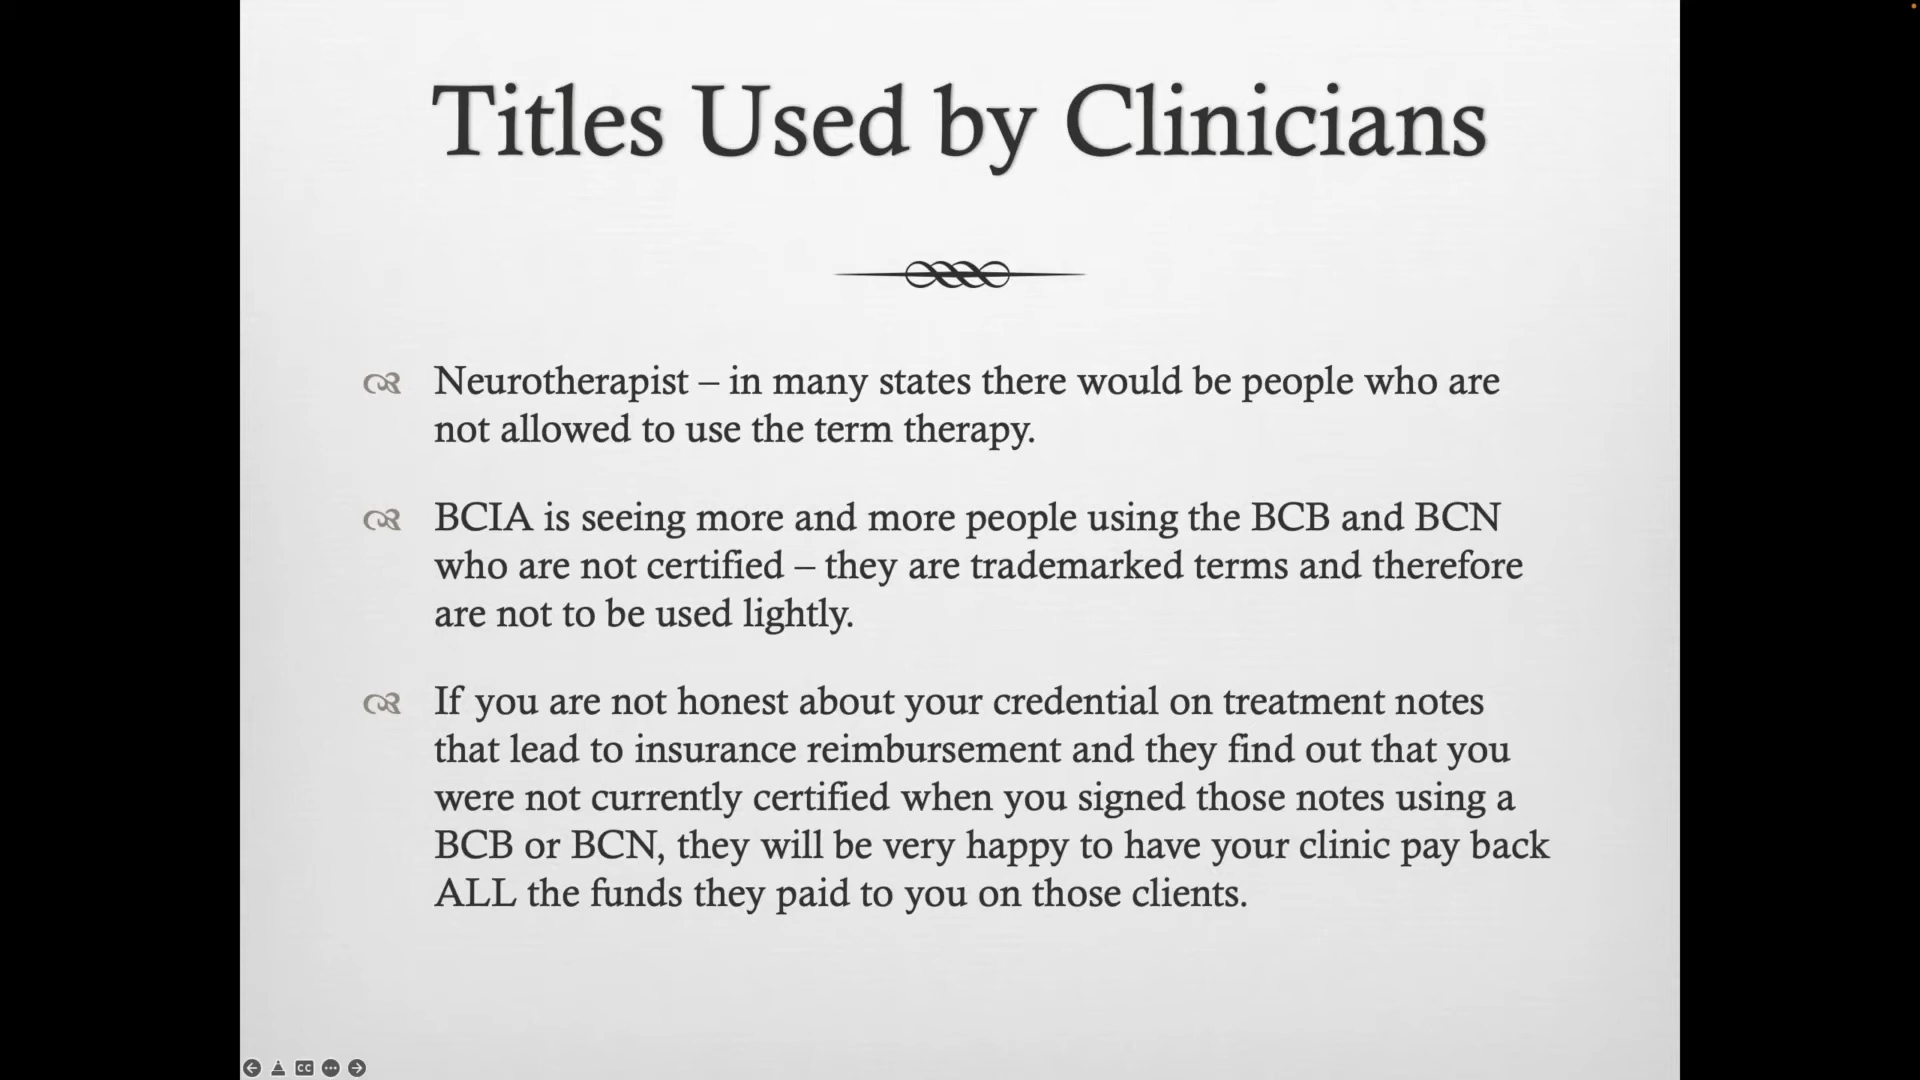 Titles Used by Clinicians
Neurotherapist – in many states there would be people who are
not allowed to use the term therapy.
BCIA is seeing more and more people using the BCB and BCN
who are not certified – they are trademarked terms and therefore
are not to be used lightly.
If you are not honest about your credential on treatment notes
that lead to insurance reimbursement and they find out that you
were not currently certified when you signed those notes using a
BCB or BCN, they will be very happy to have your clinic pay back
ALL the funds they paid to you on those clients.
CC